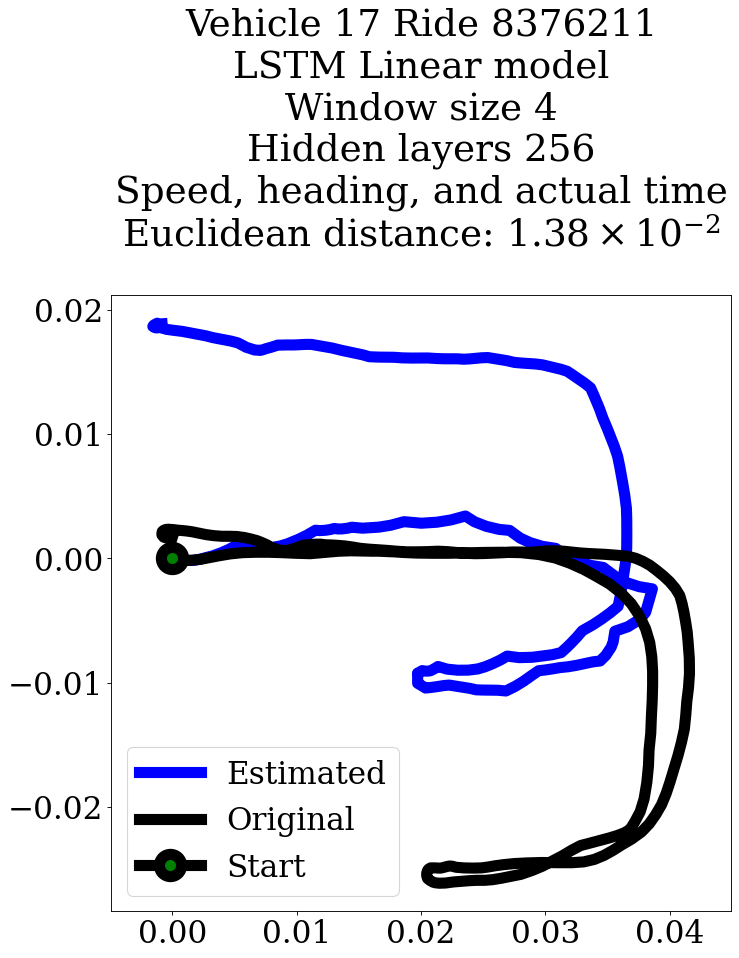 Vehicle 17 Ride 8376211
LSTM Linear model
Window size 4
Hidden layers 256
Speed, heading, and actual time
Euclidean distance: 1.38 × 10⁻²
0.02
0.01
0.00
−0.01
−0.02
Estimated
Original
Start
0.00 0.01 0.02 0.03 0.04